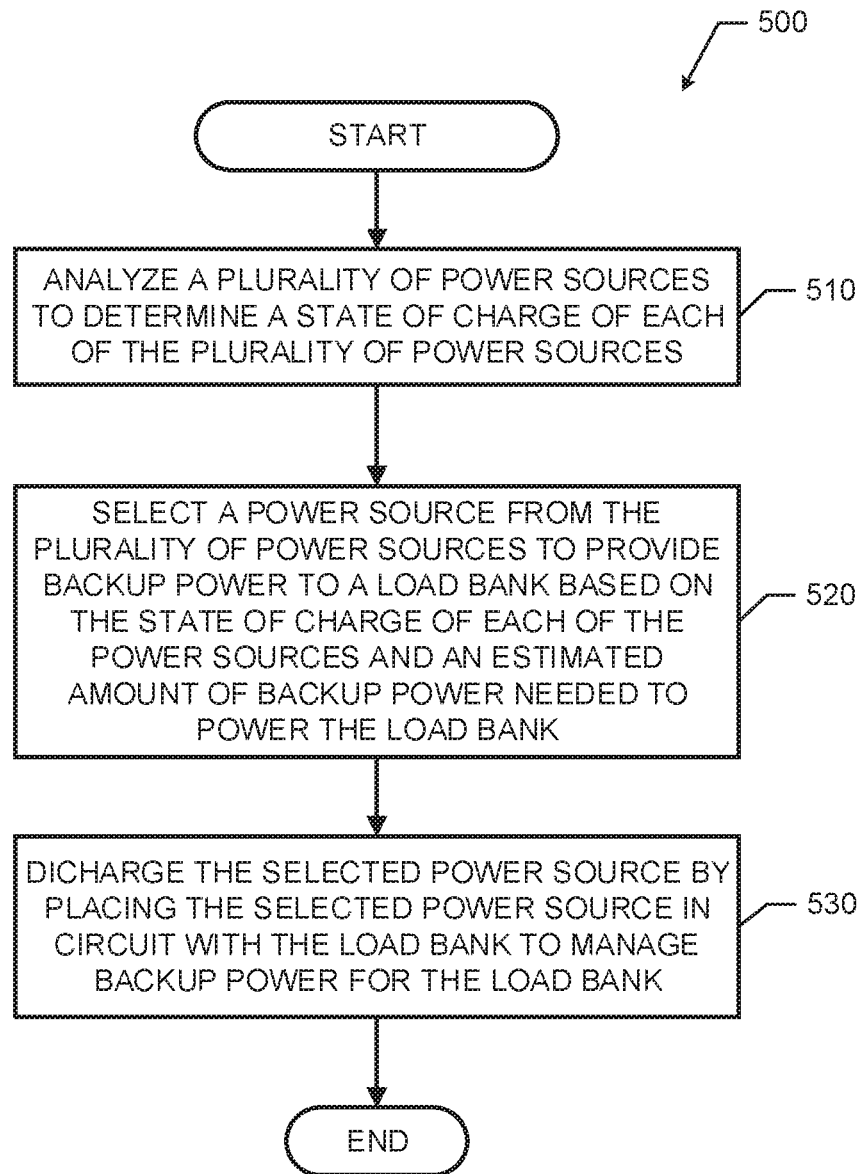 500
START
ANALYZE A PLURALITY OF POWER SOURCES
TO DETERMINE A STATE OF CHARGE OF EACH
OF THE PLURALITY OF POWER SOURCES
510
SELECT A POWER SOURCE FROM THE
PLURALITY OF POWER SOURCES TO PROVIDE
BACKUP POWER TO A LOAD BANK BASED ON
THE STATE OF CHARGE OF EACH OF THE
POWER SOURCES AND AN ESTIMATED
AMOUNT OF BACKUP POWER NEEDED TO
POWER THE LOAD BANK
520
DICHARGE THE SELECTED POWER SOURCE BY
PLACING THE SELECTED POWER SOURCE IN
CIRCUIT WITH THE LOAD BANK TO MANAGE
BACKUP POWER FOR THE LOAD BANK
530
END